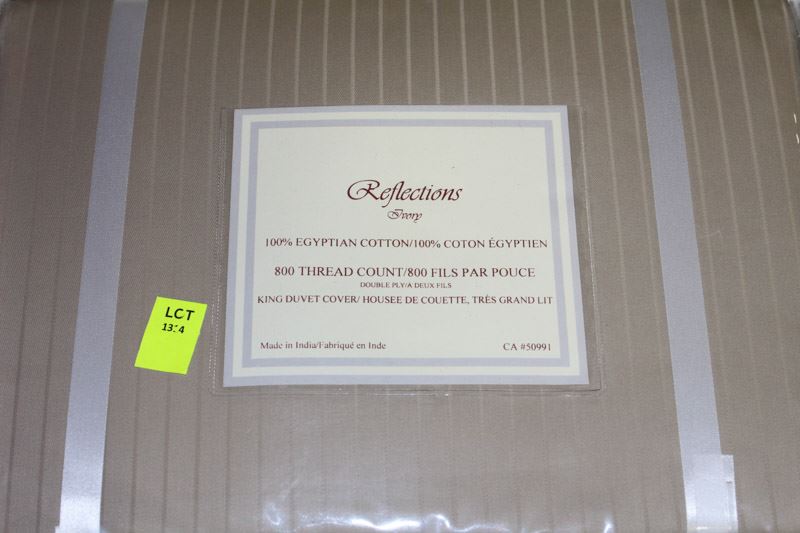 Reflections
Ivory
100% EGYPTIAN COTTON/100% COTON ÉGYPTIEN
800 THREAD COUNT/800 FILS PAR POUCE
DOUBLE PLY/A DEUX FILS
KING DUVET COVER/ HOUSEE DE COUETTE, TRÈS GRAND LIT
Made in India/Fabriqué en Inde CA #50991
LCT